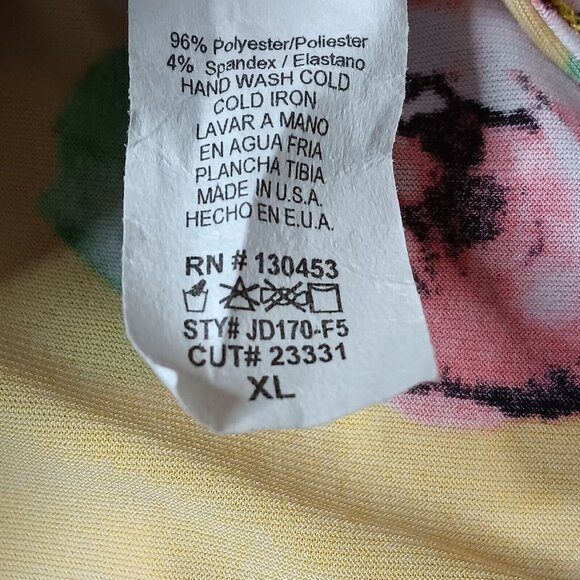 96% Polyester/Poliester
4% Spandex / Elastano
HAND WASH COLD
COLD IRON
LAVAR A MANO
EN AGUA FRIA
PLANCHA TIBIA
MADE IN U.S.A.
HECHO EN E.U.A.
RN # 130453
STY# JD170-F5
CUT# 23331
XL